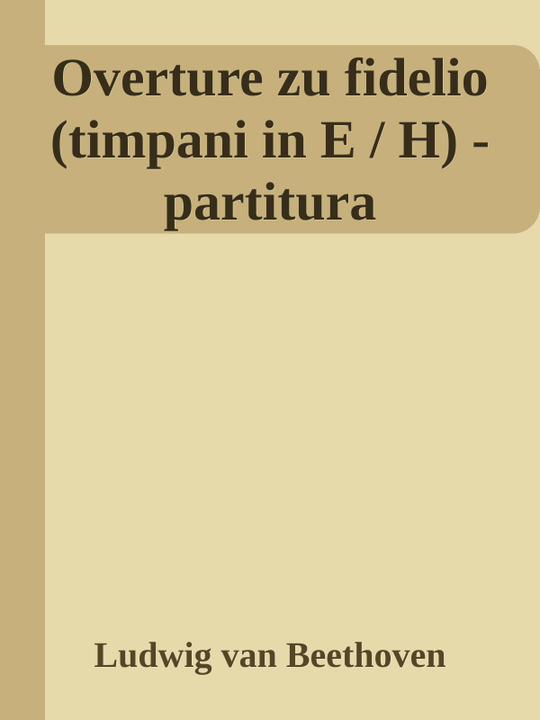 Overture zu fidelio
(timpani in E / H) -
partitura
Ludwig van Beethoven